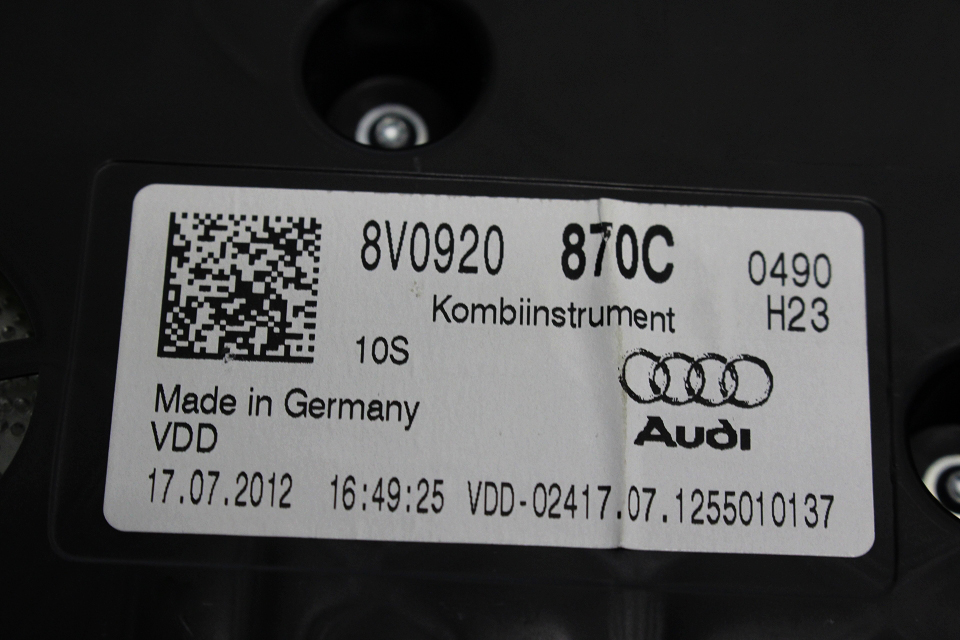 8V0920 870C 0490
Kombiinstrument H23
10S
Audi
Made in Germany
VDD
17.07.2012 16:49:25 VDD-02417.07.1255010137